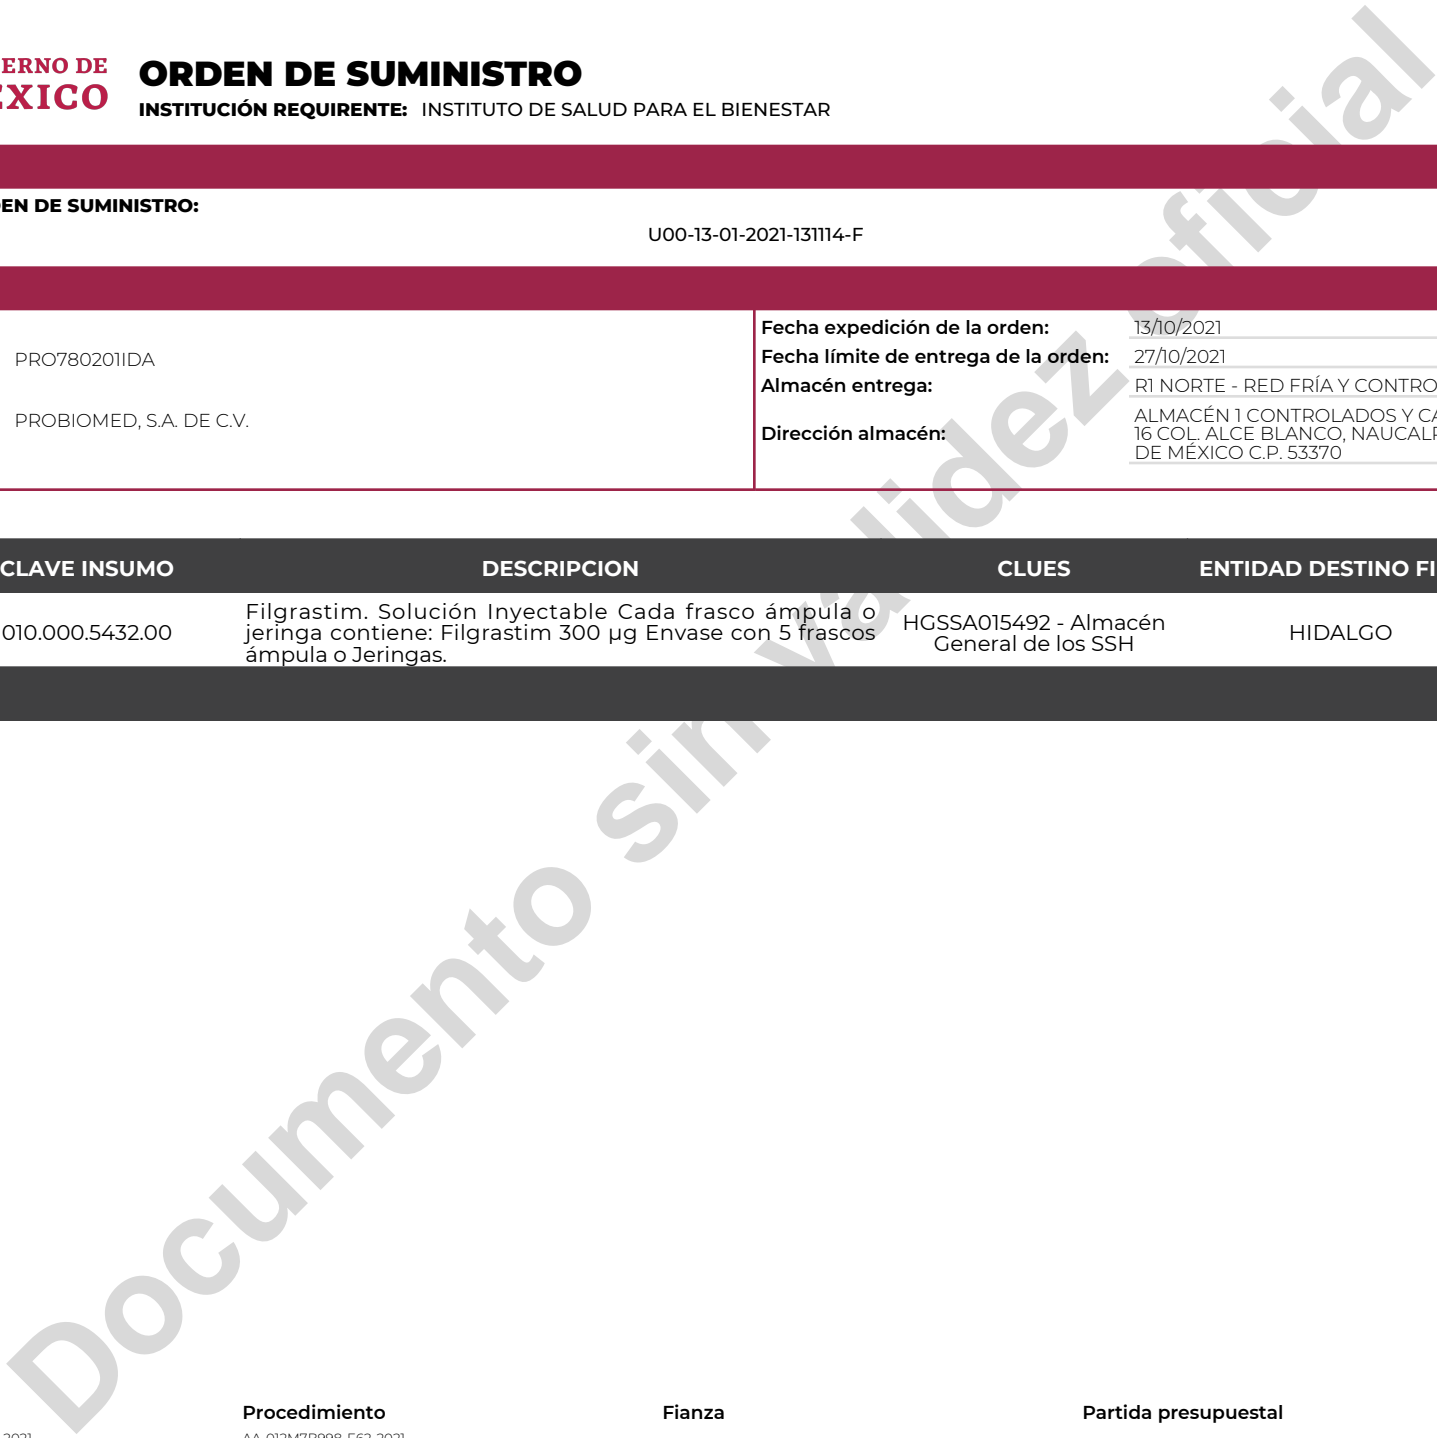 ERNO DE
EXICO
ORDEN DE SUMINISTRO
INSTITUCIÓN REQUIRENTE: INSTITUTO DE SALUD PARA EL BIENESTAR
EN DE SUMINISTRO:
U00-13-01-2021-131114-F
PRO780201IDA
PROBIOMED, S.A. DE C.V.
Fecha expedición de la orden: 13/10/2021
Fecha límite de entrega de la orden: 27/10/2021
Almacén entrega: R1 NORTE - RED FRÍA Y CONTRO
Dirección almacén: ALMACÉN 1 CONTROLADOS Y CA
16 COL. ALCE BLANCO, NAUCALP
DE MÉXICO C.P. 53370
CLAVE INSUMO DESCRIPCION CLUES ENTIDAD DESTINO FI
010.000.5432.00
Filgrastim. Solución Inyectable Cada frasco ámpula o
jeringa contiene: Filgrastim 300 µg Envase con 5 frascos
ámpula o Jeringas.
HGSSA015492 - Almacén
General de los SSH
HIDALGO
Documento sin validez oficial
Procedimiento Fianza Partida presupuestal